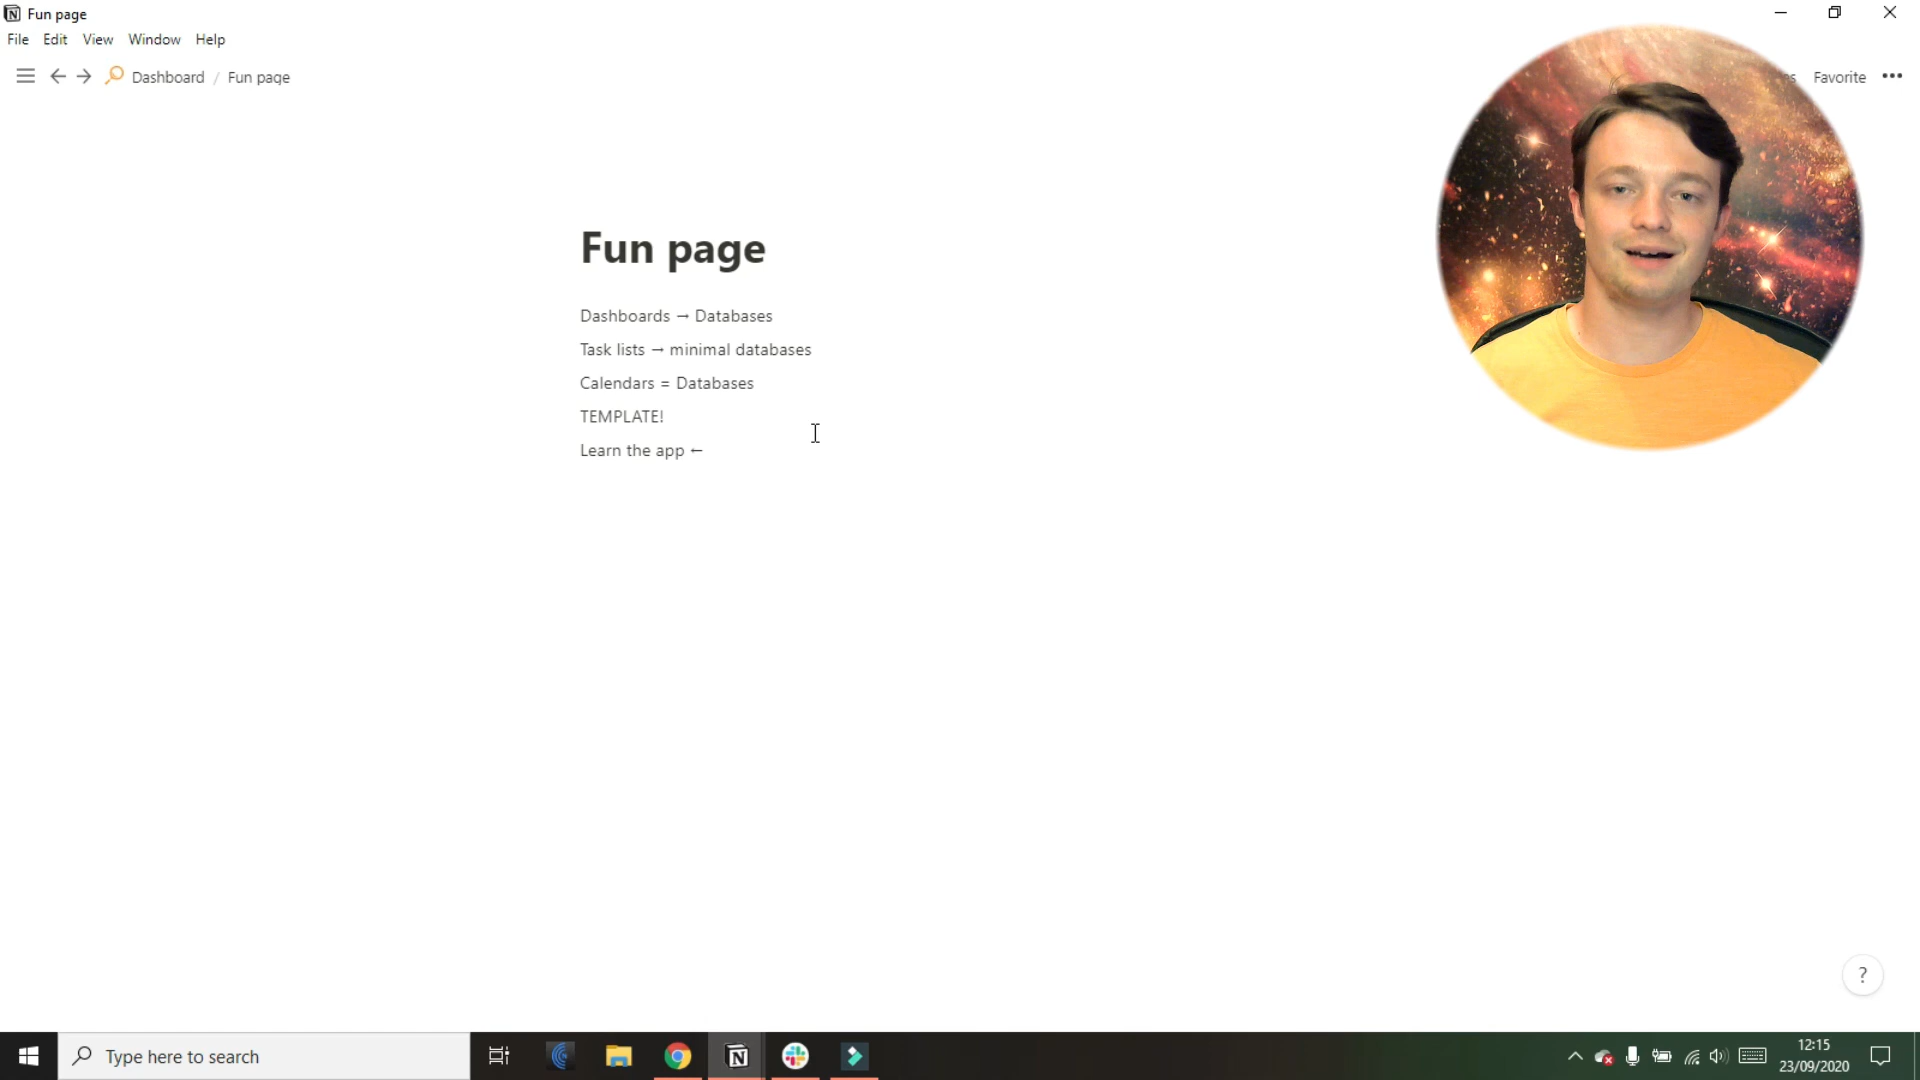 Fun page
File Edit View Window Help
Dashboard / Fun page
Favorite •••
Fun page
Dashboards → Databases
Task lists → minimal databases
Calendars = Databases
TEMPLATE!
Learn the app ←
?
Type here to search
12:15
23/09/2020